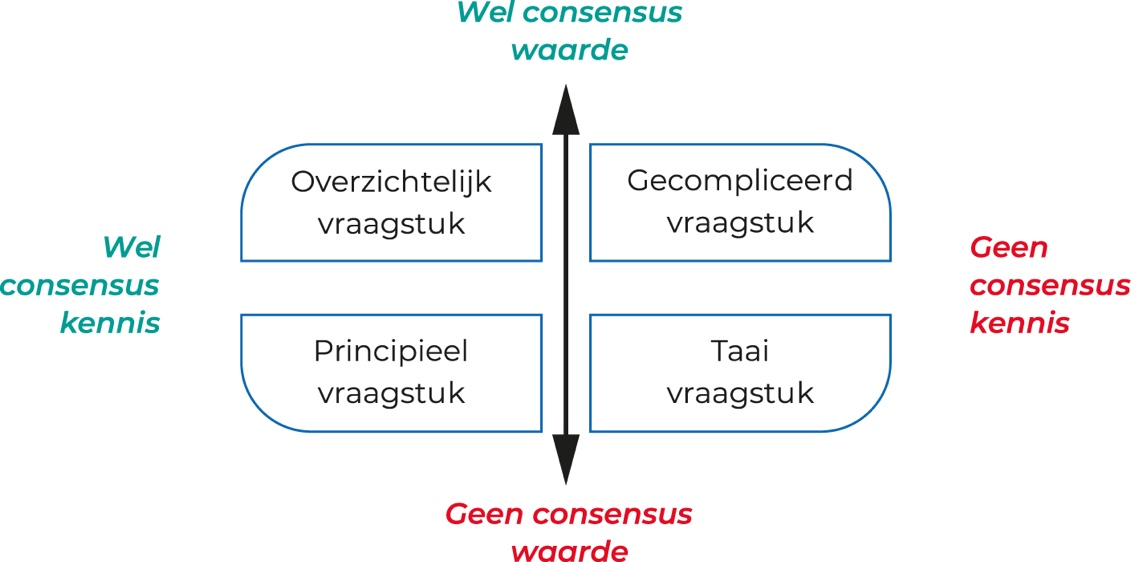 Wel consensus
waarde
Overzichtelijk
vraagstuk
Gecompliceerd
vraagstuk
Wel
consensus
kennis
Geen
consensus
kennis
Principieel
vraagstuk
Taai
vraagstuk
Geen consensus
waarde